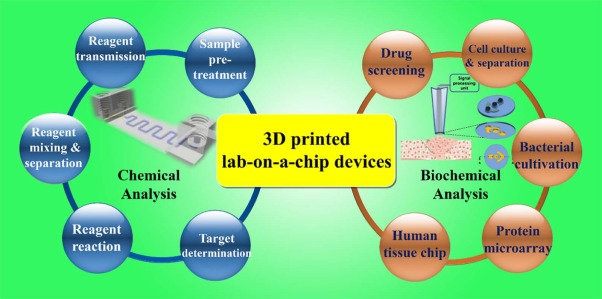 Reagent
transmission
Sample
pre-
treatment
Reagent
mixing &
separation
Chemical
Analysis
Reagent
reaction
Target
determination
3D printed
lab-on-a-chip devices
Drug
screening
Cell culture
& separation
Signal
processing
unit
Bacterial
cultivation
Biochemical
Analysis
Human
tissue chip
Protein
microarray